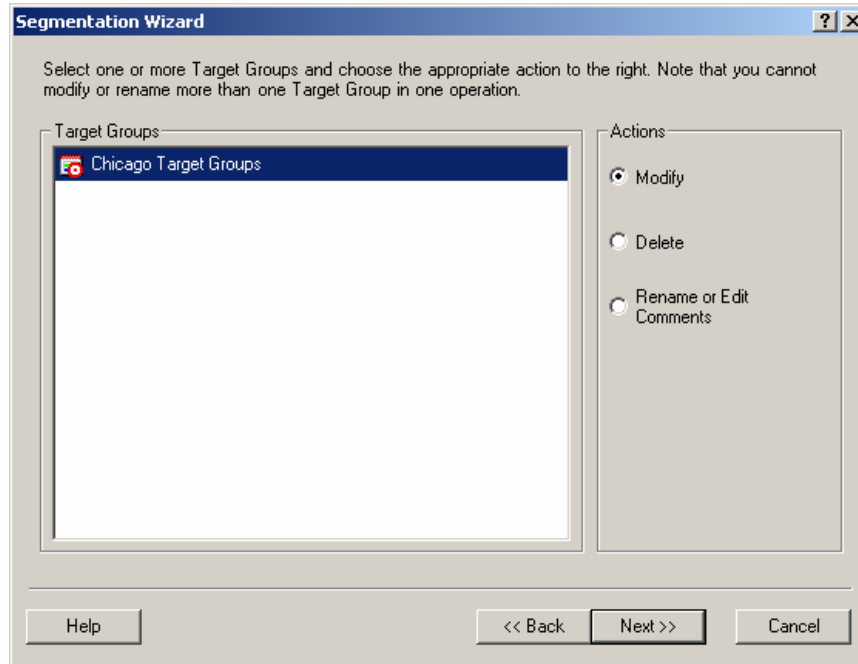 Segmentation Wizard
Select one or more Target Groups and choose the appropriate action to the right. Note that you cannot
modify or rename more than one Target Group in one operation.
Target Groups
Chicago Target Groups
Actions
Modify
Delete
Rename or Edit
Comments
Help
<< Back
Next >>
Cancel